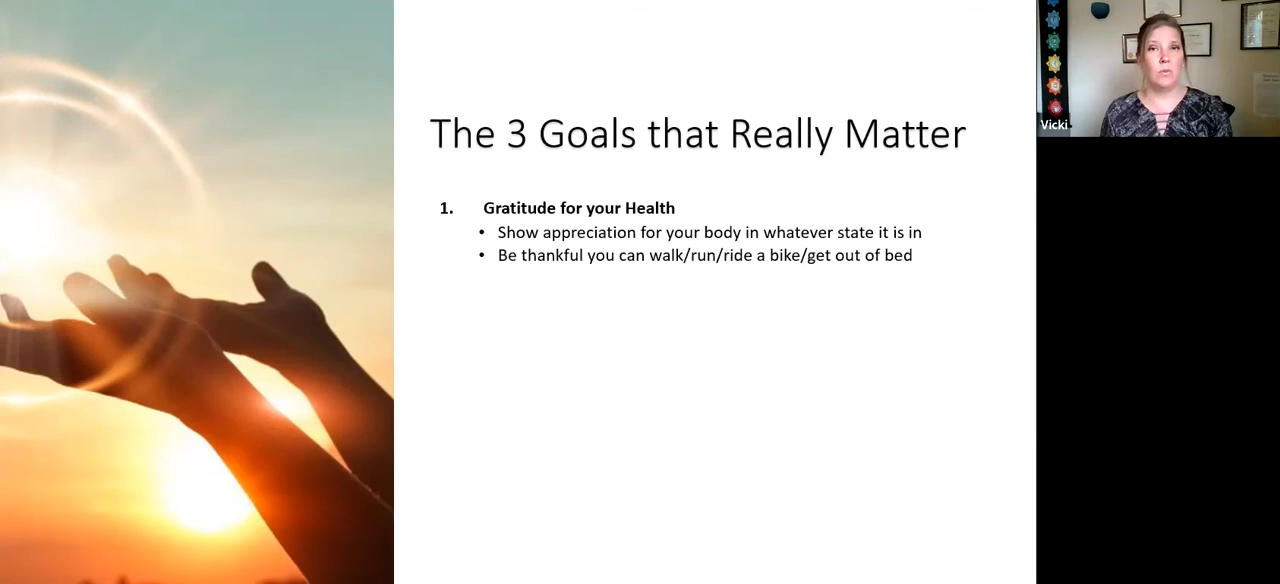 The 3 Goals that Really Matter
1. Gratitude for your Health
• Show appreciation for your body in whatever state it is in
• Be thankful you can walk/run/ride a bike/get out of bed
Vicki